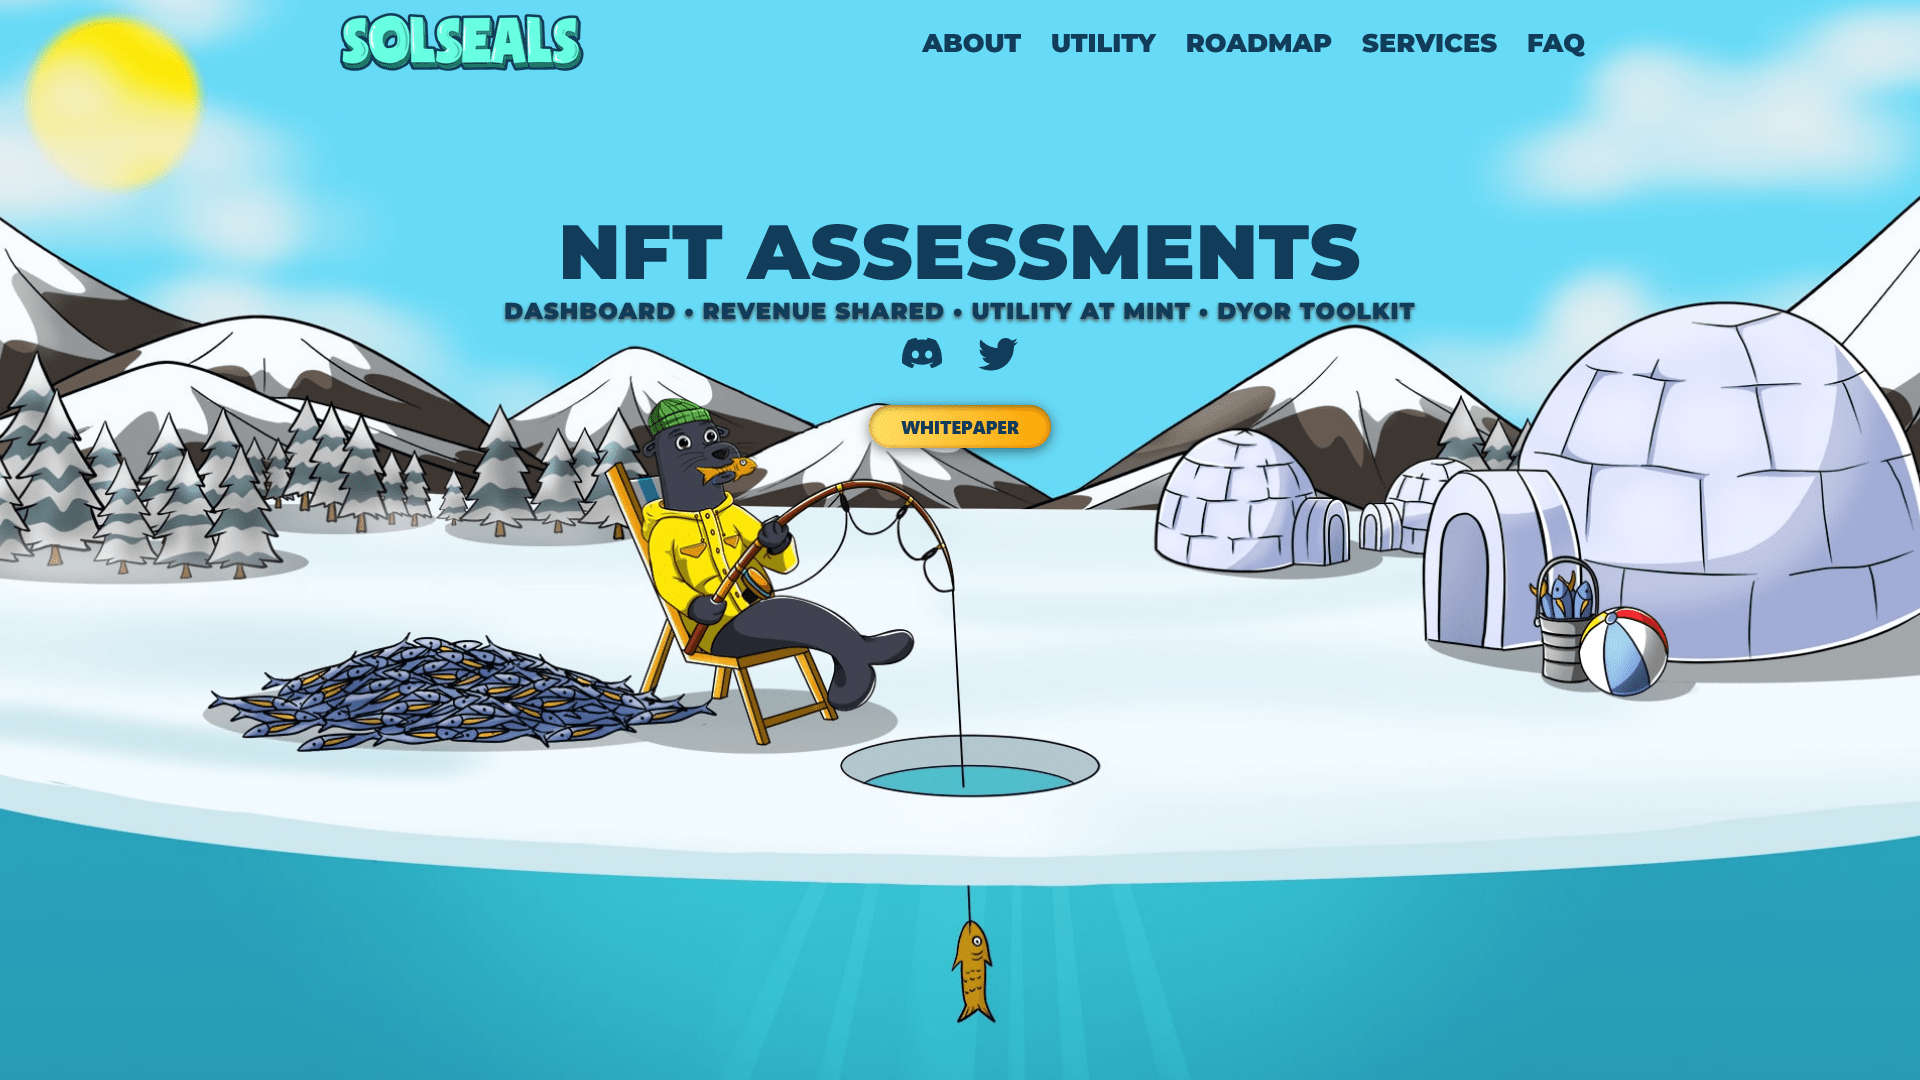 SOLSEALS
ABOUT UTILITY ROADMAP SERVICES FAQ
NFT ASSESSMENTS
DASHBOARD • REVENUE SHARED • UTILITY AT MINT • DYOR TOOLKIT
WHITEPAPER